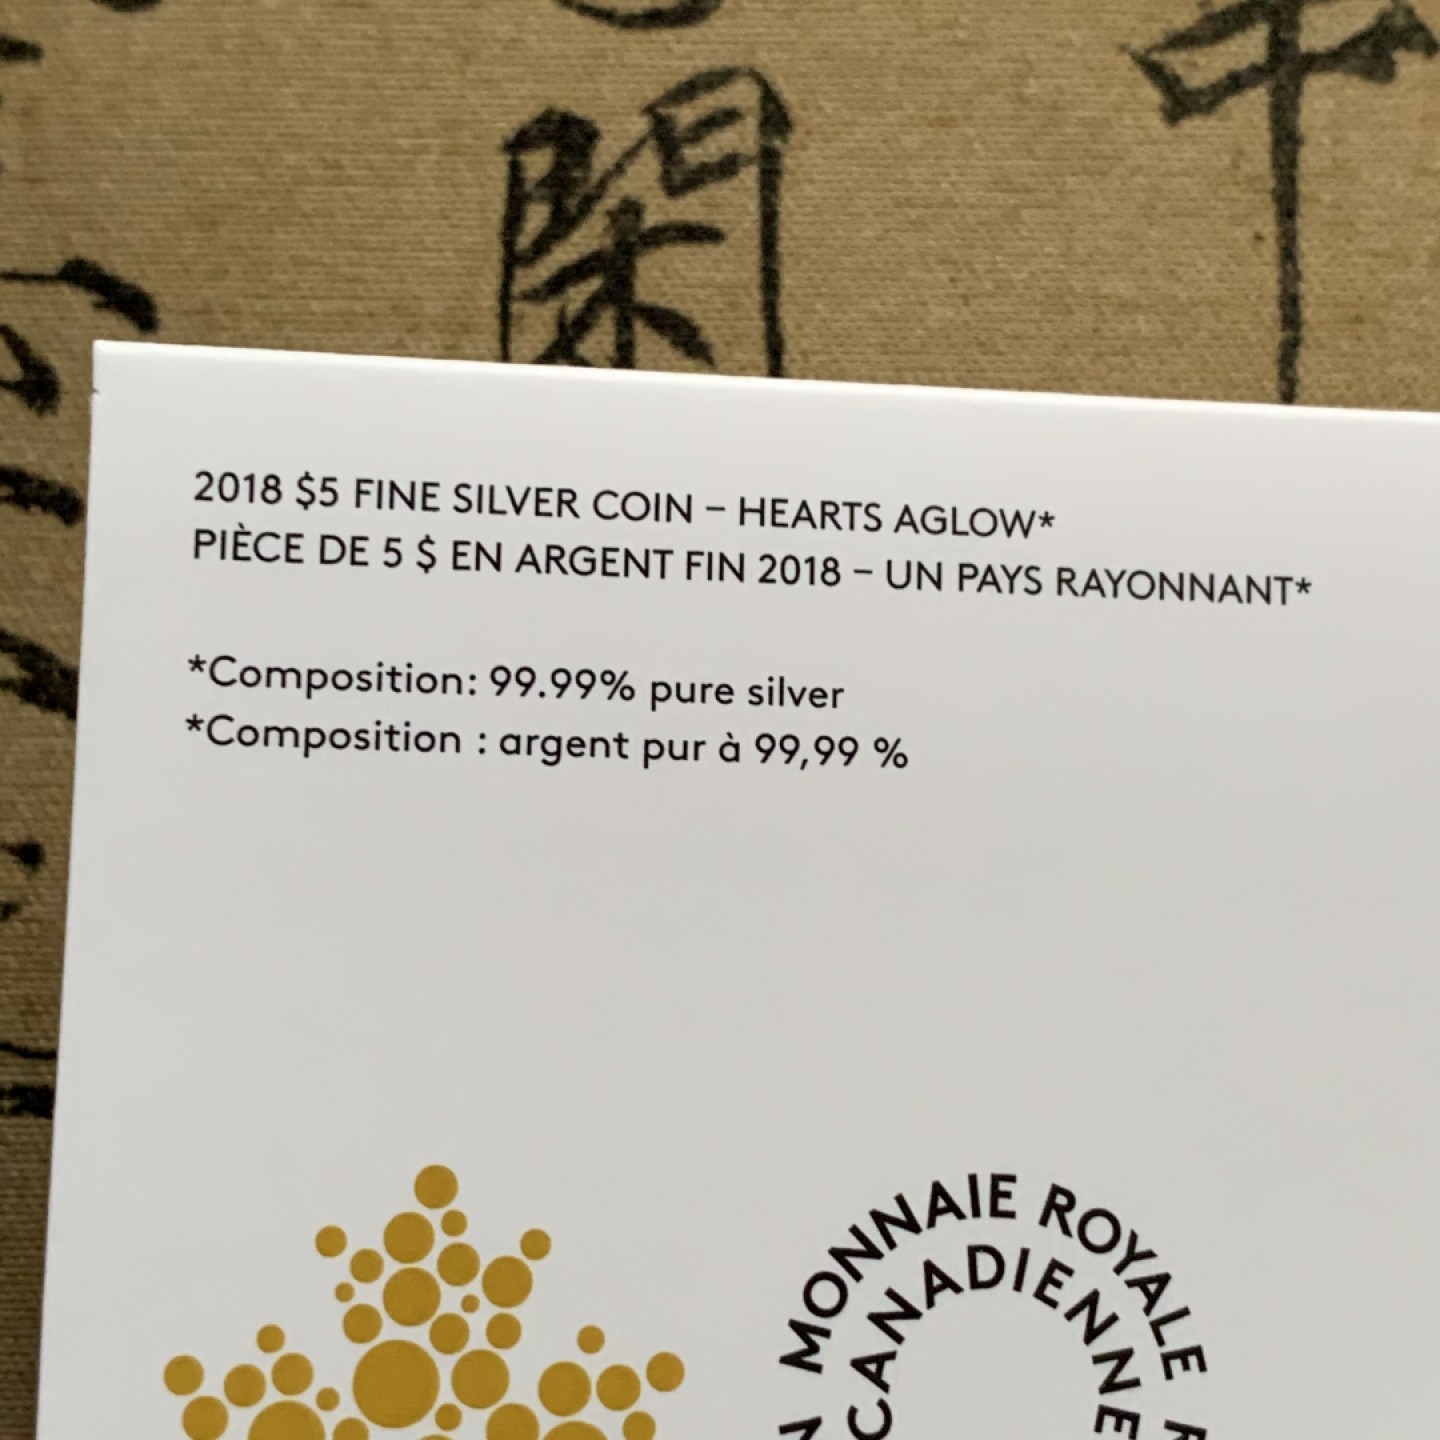 閑
2018 $5 FINE SILVER COIN – HEARTS AGLOW*
PIÈCE DE 5 $ EN ARGENT FIN 2018 – UN PAYS RAYONNANT*
*Composition: 99.99% pure silver
*Composition : argent pur à 99,99 %
MONNAIE ROYALE
CANADIENNE